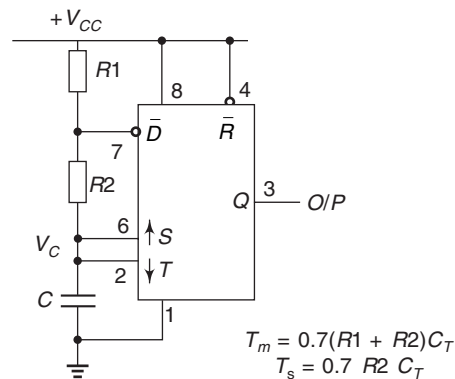 +V_CC
R1
8
4
D̅
R̅
7
R2
Q
3
O/P
6
S
V_C
2
T
C
1
T_m = 0.7(R1 + R2)C_T
T_s = 0.7 R2 C_T